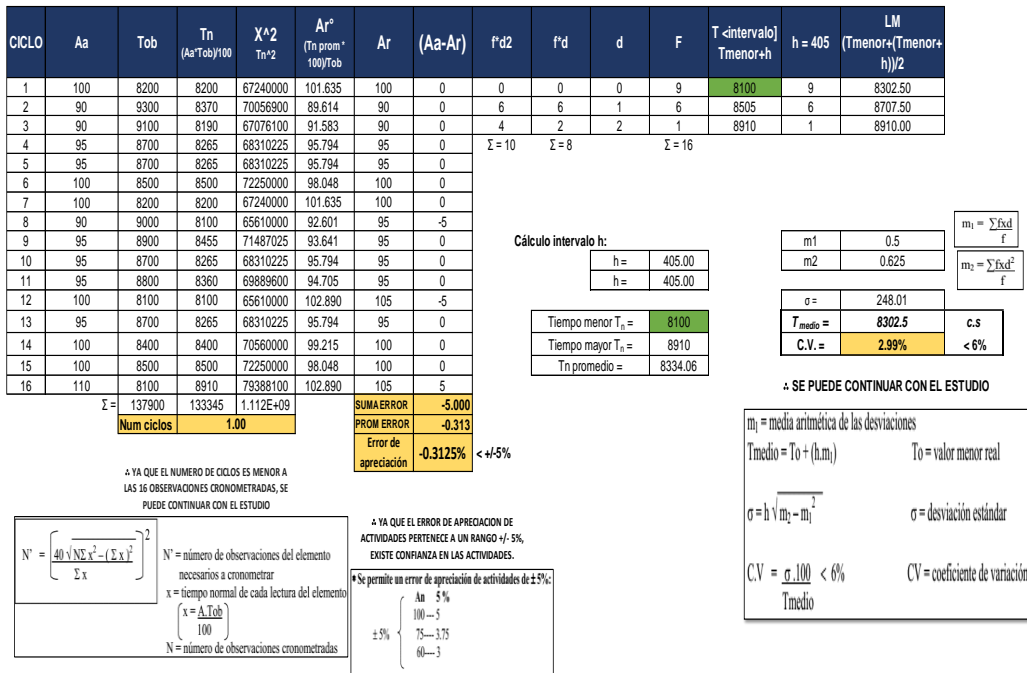 CICLO Aa Tob Tn (Aa*Tob)/100 X^2 Tn^2 Ar° (Tn prom * 100)/Tob Ar (Aa-Ar) f*d2 f*d d F T <intervalo] Tmenor+h h = 405 LM (Tmenor+(Tmenor+ h))/2
1 100 8200 8200 67240000 101.635 100 0 0 0 0 9 8100 9 8302.50
2 90 9300 8370 70056900 89.614 90 0 6 6 1 6 8505 6 8707.50
3 90 9100 8190 67076100 91.583 90 0 4 2 2 1 8910 1 8910.00
4 95 8700 8265 68310225 95.794 95 0 Σ = 10 Σ = 8 Σ = 16
5 95 8700 8265 68310225 95.794 95 0
6 100 8500 8500 72250000 98.048 100 0
7 100 8200 8200 67240000 101.635 100 0
8 90 9000 8100 65610000 92.601 95 -5
9 95 8900 8455 71487025 93.641 95 0
10 95 8700 8265 68310225 95.794 95 0
11 95 8800 8360 69889600 94.705 95 0
12 100 8100 8100 65610000 102.890 105 -5
13 95 8700 8265 68310225 95.794 95 0
14 100 8400 8400 70560000 99.215 100 0
15 100 8500 8500 72250000 98.048 100 0
16 110 8100 8910 79388100 102.890 105 5
Σ = 137900 133345 1.112E+09 SUMA ERROR -5.000
Num ciclos 1.00 PROM ERROR -0.313
Error de apreciación -0.3125% < +/-5%
Cálculo intervalo h:
h = 405.00
h = 405.00
Tiempo menor Tn = 8100
Tiempo mayor Tn = 8910
Tn promedio = 8334.06
m1 0.5
m2 0.625
m₁ = ∑fxd
f
m₂ = ∑fxd²
f
σ = 248.01
Tmedio = 8302.5 c.s
C.V. = 2.99% < 6%
∴ SE PUEDE CONTINUAR CON EL ESTUDIO
m₁ = media aritmética de las desviaciones
Tmedio = To + (h.m₁) To = valor menor real
σ = h √m₂ – m₁² σ = desviación estándar
C.V = σ .100 < 6% CV = coeficiente de variación
Tmedio
∴ YA QUE EL NUMERO DE CICLOS ES MENOR A
LAS 16 OBSERVACIONES CRONOMETRADAS, SE
PUEDE CONTINUAR CON EL ESTUDIO
N' = (40 √NΣ x² – (Σ x)²)²
Σ x
N' = número de observaciones del elemento
necesarios a cronometrar
x = tiempo normal de cada lectura del elemento
(x = A.Tob)
100
N = número de observaciones cronometradas
∴ YA QUE EL ERROR DE APRECIACION DE
ACTIVIDADES PERTENECE A UN RANGO +/- 5%,
EXISTE CONFIANZA EN LAS ACTIVIDADES.
• Se permite un error de apreciación de actividades de ± 5%:
An 5 %
100 --- 5
± 5% 75---- 3.75
60---- 3